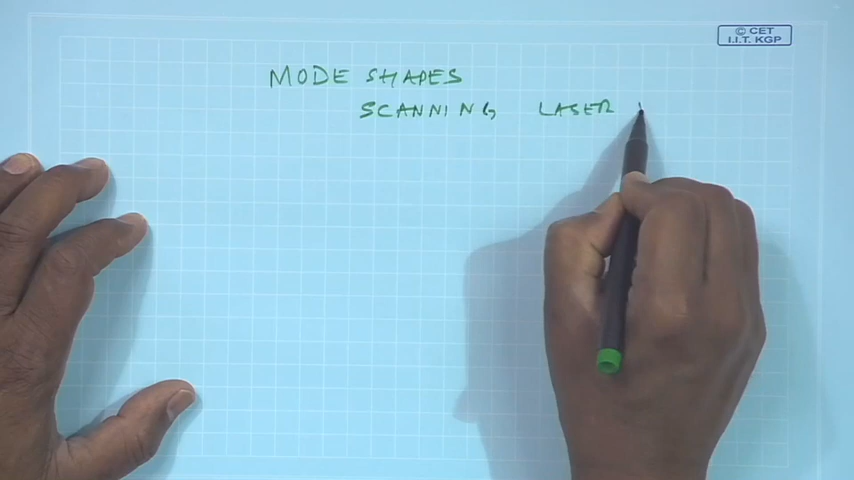 © CET
I.I.T. KGP
MODE SHAPES
SCANNING LASER